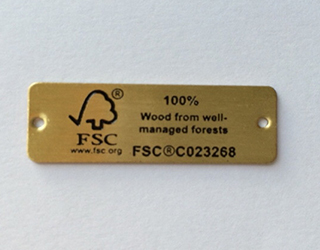 ®
FSC
www.fsc.org
100%
Wood from well-
managed forests
FSC®C023268